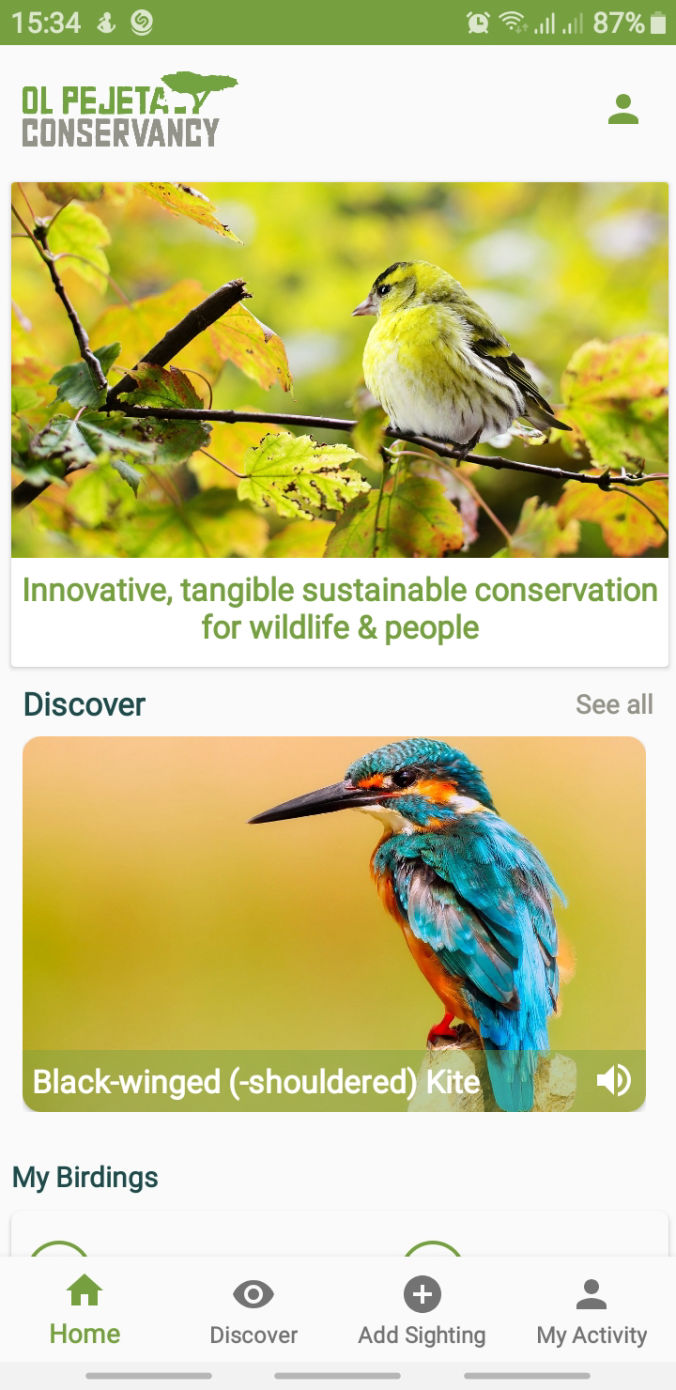 15:34
87%
OL PEJETA
CONSERVANCY
Innovative, tangible sustainable conservation
for wildlife & people
Discover
See all
Black-winged (-shouldered) Kite
My Birdings
Home
Discover
Add Sighting
My Activity